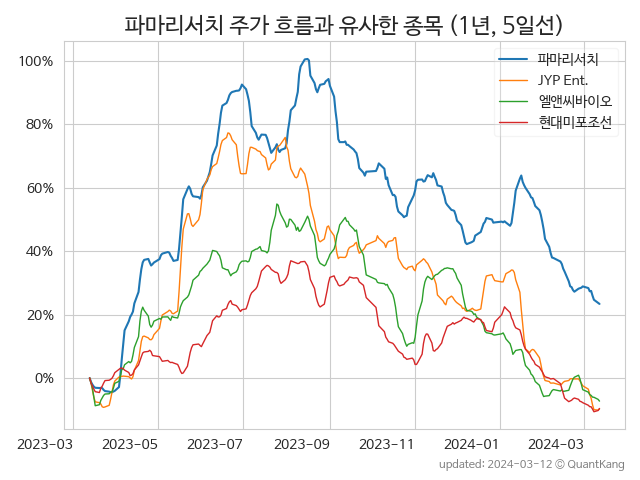 파마리서치 주가 흐름과 유사한 종목 (1년, 5일선)
파마리서치
JYP Ent.
엘앤씨바이오
현대미포조선
100%
80%
60%
40%
20%
0%
2023-03 2023-05 2023-07 2023-09 2023-11 2024-01 2024-03
updated: 2024-03-12 © QuantKang